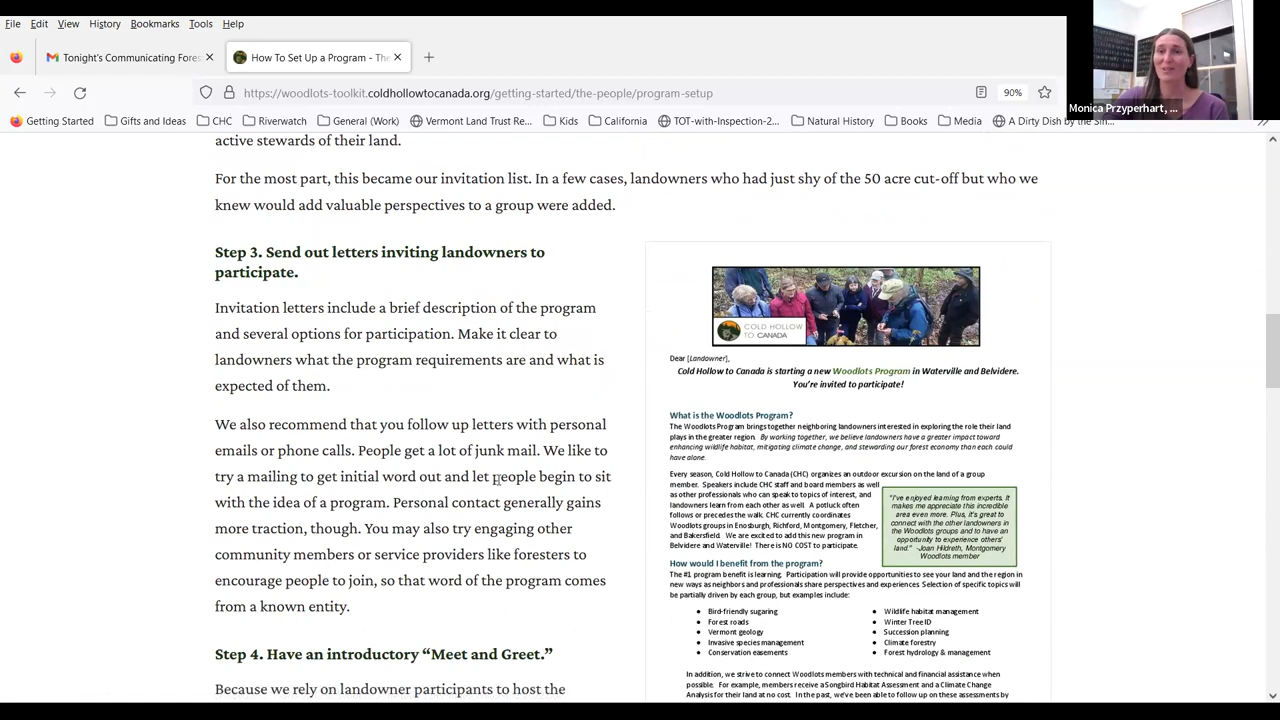 File Edit View History Bookmarks Tools Help
Tonight's Communicating Fores
How To Set Up a Program - The
https://woodlots-toolkit.coldhollowtocanada.org/getting-started/the-people/program-setup
90%
Monica Przyperhart, ...
Getting Started Gifts and Ideas CHC Riverwatch General (Work) Vermont Land Trust Re... Kids California TOT-with-Inspection-2... Natural History Books Media A Dirty Dish by the Sin...
active stewards of their land.
For the most part, this became our invitation list. In a few cases, landowners who had just shy of the 50 acre cut-off but who we
knew would add valuable perspectives to a group were added.
Step 3. Send out letters inviting landowners to
participate.
Invitation letters include a brief description of the program
and several options for participation. Make it clear to
landowners what the program requirements are and what is
expected of them.
We also recommend that you follow up letters with personal
emails or phone calls. People get a lot of junk mail. We like to
try a mailing to get initial word out and let people begin to sit
with the idea of a program. Personal contact generally gains
more traction, though. You may also try engaging other
community members or service providers like foresters to
encourage people to join, so that word of the program comes
from a known entity.
Step 4. Have an introductory “Meet and Greet.”
Because we rely on landowner participants to host the
COLD HOLLOW
TO CANADA
Dear [Landowner],
Cold Hollow to Canada is starting a new Woodlots Program in Waterville and Belvidere.
You're invited to participate!
What is the Woodlots Program?
The Woodlots Program brings together neighboring landowners interested in exploring the role their land
plays in the greater region. By working together, we believe landowners have a greater impact toward
enhancing wildlife habitat, mitigating climate change, and stewarding our forest economy than each could
have alone.
Every season, Cold Hollow to Canada (CHC) organizes an outdoor excursion on the land of a group
member. Speakers include CHC staff and board members as well
as other professionals who can speak to topics of interest, and
landowners learn from each other as well. A potluck often
follows or precedes the walk. CHC currently coordinates
Woodlots groups in Enosburgh, Richford, Montgomery, Fletcher,
and Bakersfield. We are excited to add this new program in
Belvidere and Waterville! There is NO COST to participate.
"I've enjoyed learning from experts. It
makes me appreciate this incredible
area even more. Plus, it's great to
connect with the other landowners in
the Woodlots groups and to have an
opportunity to experience others'
land." -Joan Hildreth, Montgomery
Woodlots member
How would I benefit from the program?
The #1 program benefit is learning. Participation will provide opportunities to see your land and the region in
new ways as neighbors and professionals share perspectives and experiences. Selection of specific topics will
be partially driven by each group, but examples include:
• Bird-friendly sugaring
• Forest roads
• Vermont geology
• Invasive species management
• Conservation easements
• Wildlife habitat management
• Winter Tree ID
• Succession planning
• Climate forestry
• Forest hydrology & management
In addition, we strive to connect Woodlots members with technical and financial assistance when
possible. For example, members receive a Songbird Habitat Assessment and a Climate Change
Analysis for their land at no cost. In the past, we've been able to follow up on these assessments by